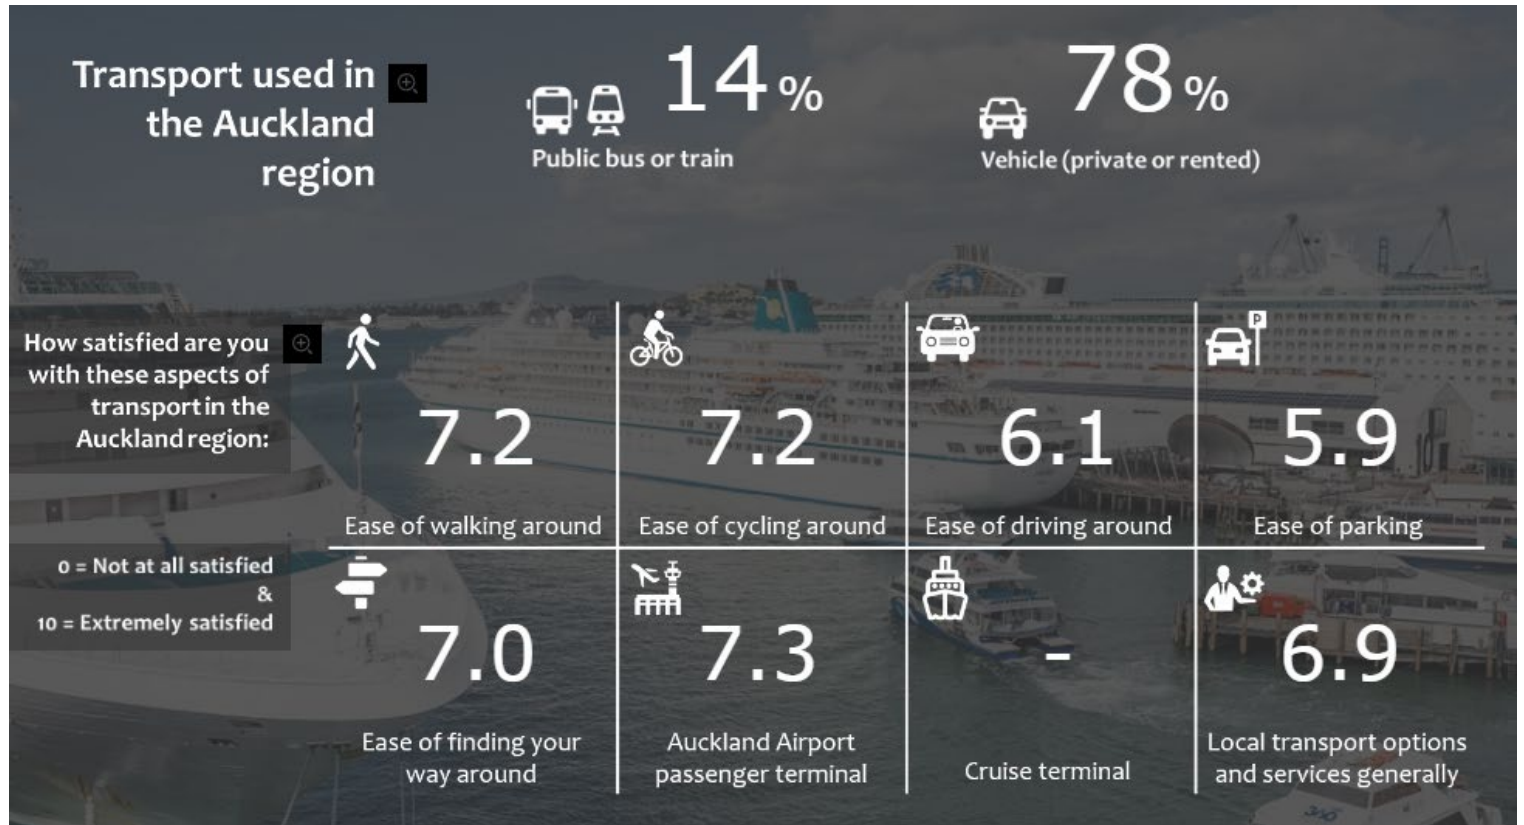 Transport used in
the Auckland
region
14 %
Public bus or train
78 %
Vehicle (private or rented)
How satisfied are you
with these aspects of
transport in the
Auckland region:
0 = Not at all satisfied
&
10 = Extremely satisfied
7.2
Ease of walking around
7.2
Ease of cycling around
6.1
Ease of driving around
P
5.9
Ease of parking
7.0
Ease of finding your
way around
7.3
Auckland Airport
passenger terminal
-
Cruise terminal
6.9
Local transport options
and services generally